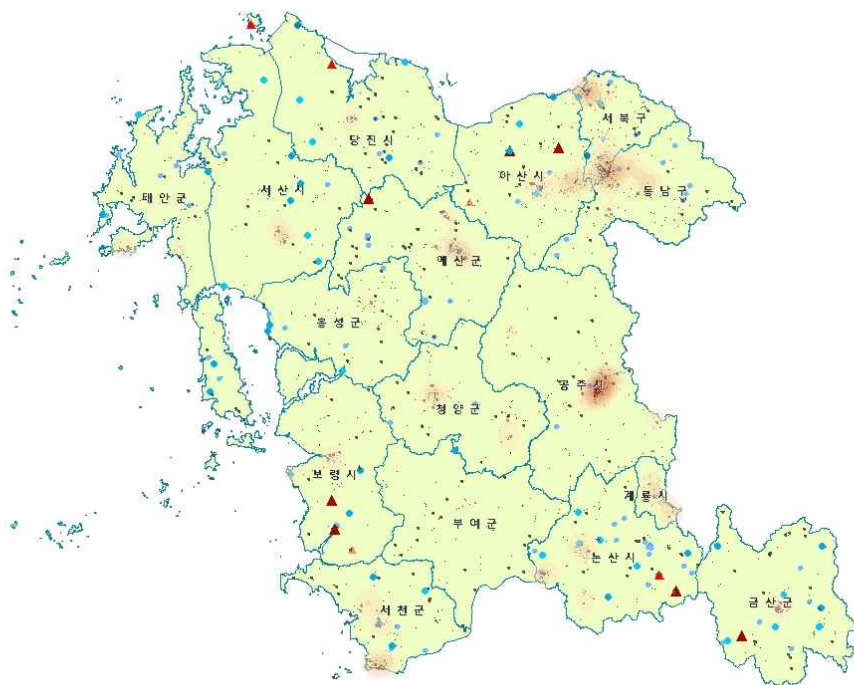 서북구
당진시
아산시
동남구
서산시
태안군
예산군
홍성군
공주시
청양군
보령시
계룡시
부여군
논산시
금산군
서천군